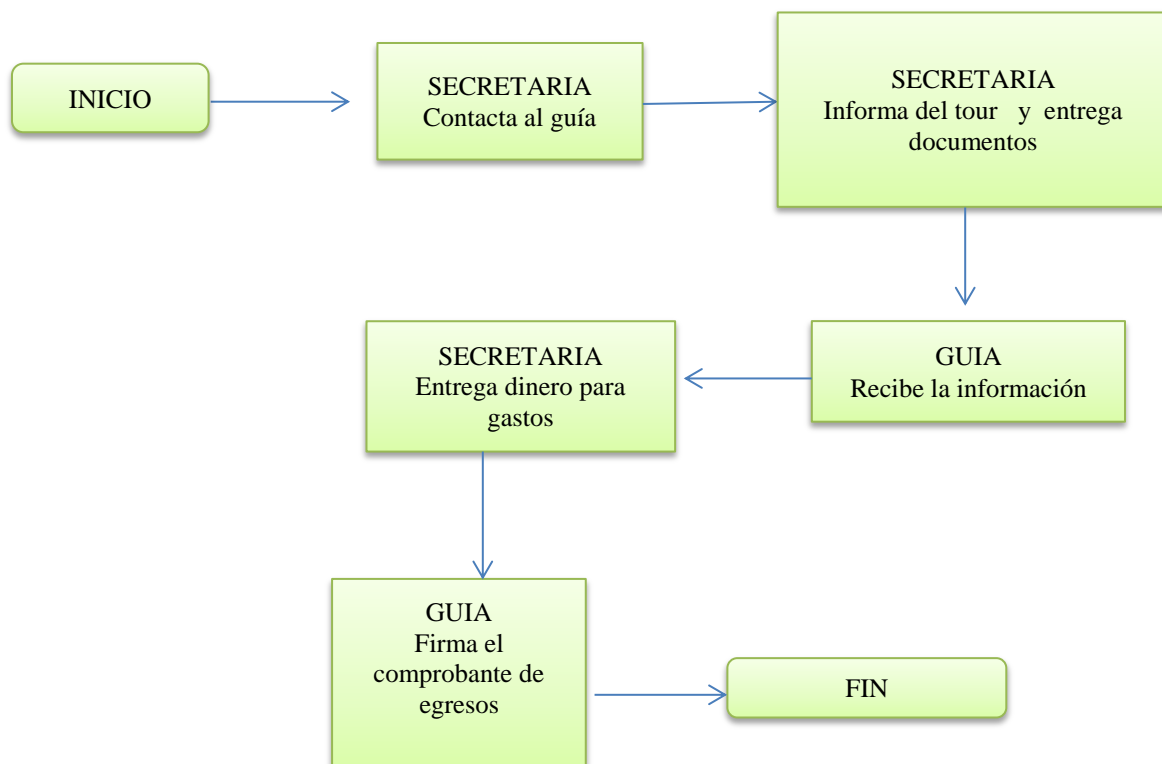 INICIO
SECRETARIA
Contacta al guía
SECRETARIA
Informa del tour y entrega
documentos
GUIA
Recibe la información
SECRETARIA
Entrega dinero para
gastos
GUIA
Firma el
comprobante de
egresos
FIN